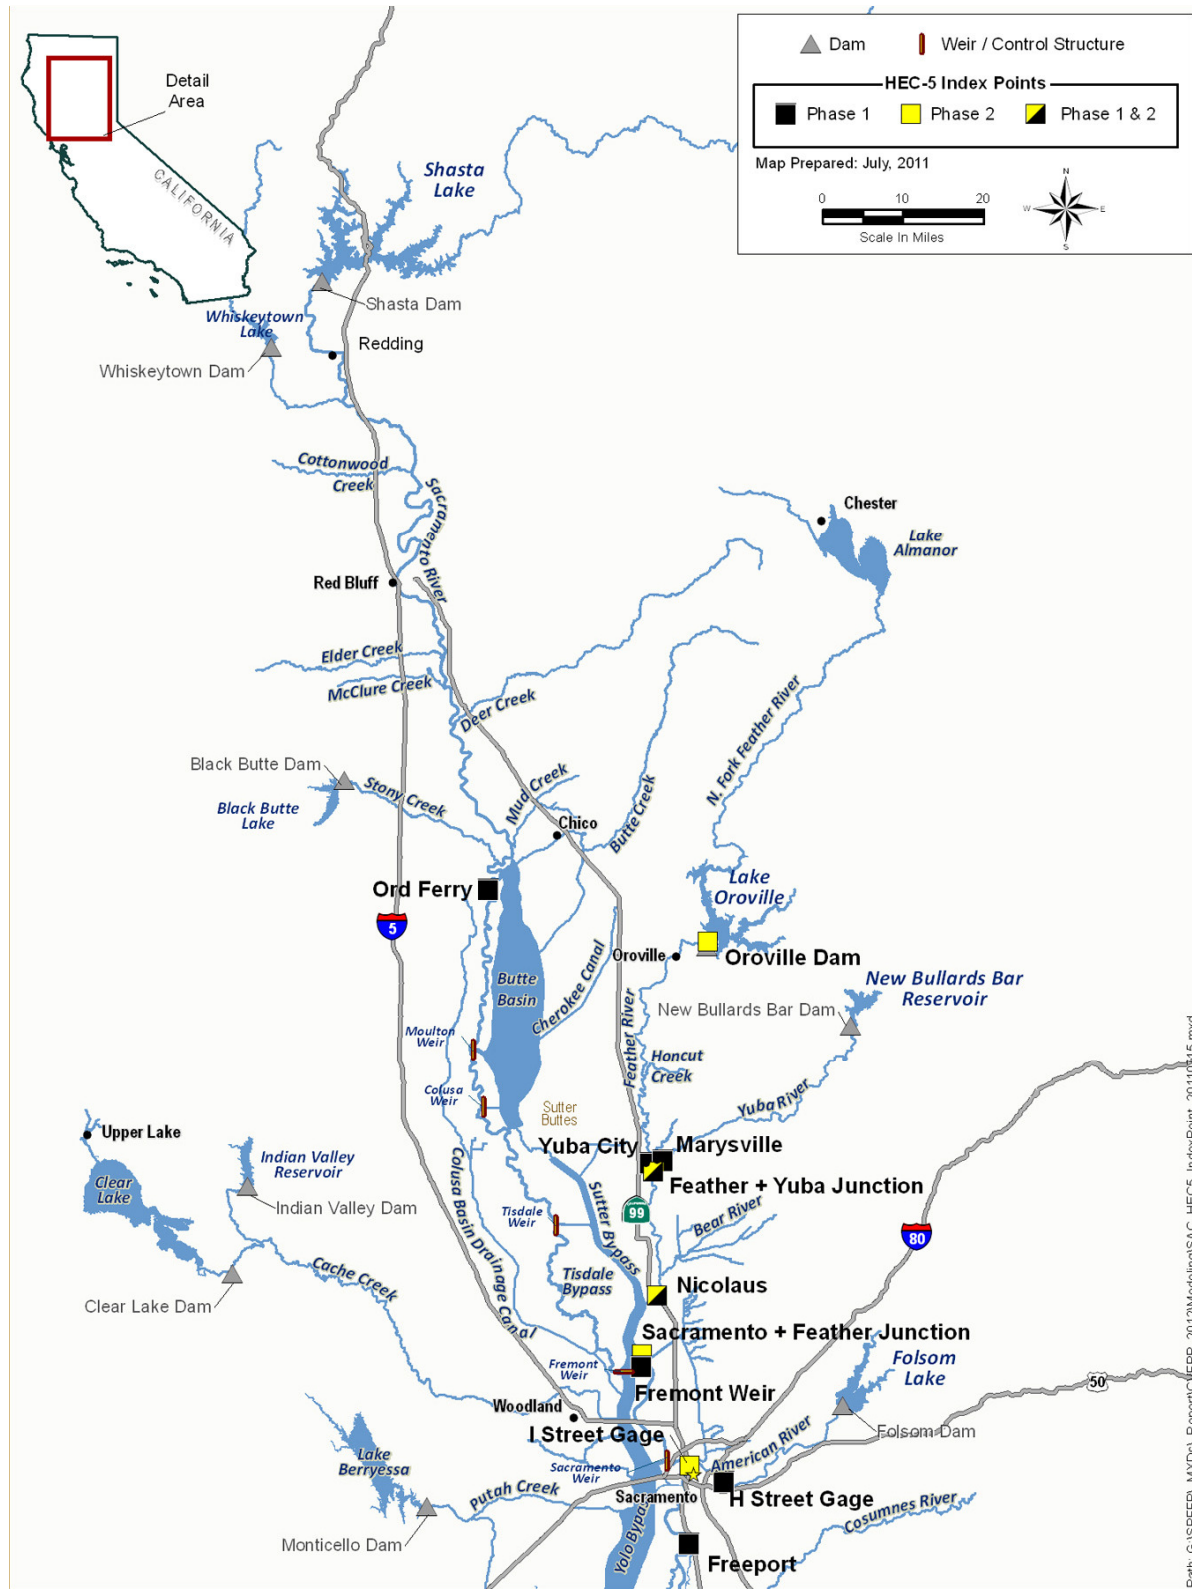 Dam
Weir / Control Structure
HEC-5 Index Points
Phase 1
Phase 2
Phase 1 & 2
Map Prepared: July, 2011
0 10 20
Scale In Miles
N
W
E
S
Detail
Area
CALIFORNIA
Shasta
Lake
Shasta Dam
Whiskeytown
Lake
Redding
Whiskeytown Dam
Cottonwood
Creek
Sacramento River
Chester
Lake
Almanor
Red Bluff
Elder Creek
McClure Creek
Deer Creek
N. Fork Feather River
Black Butte Dam
Stony Creek
Mud Creek
Butte Creek
Black Butte
Lake
Chico
Ord Ferry
Lake
Oroville
5
Oroville
Oroville Dam
Butte
Basin
Cherokee Canal
Feather River
New Bullards Bar
Reservoir
New Bullards Bar Dam
Moulton
Weir
Honcut
Creek
Colusa
Weir
Sutter
Buttes
Yuba River
Upper Lake
Yuba City
Marysville
Indian Valley
Reservoir
Clear
Lake
Colusa Basin Drainage Canal
Feather + Yuba Junction
Indian Valley Dam
Tisdale
Weir
Sutter Bypass
99
Bear River
80
Cache Creek
Tisdale
Bypass
Nicolaus
Clear Lake Dam
Sacramento + Feather Junction
Fremont
Weir
Folsom
Lake
Fremont Weir
50
Woodland
I Street Gage
Folsom Dam
Lake
Berryessa
Sacramento
Weir
American River
Putah Creek
Sacramento
H Street Gage
Cosumnes River
Yolo Bypass
Monticello Dam
Freeport